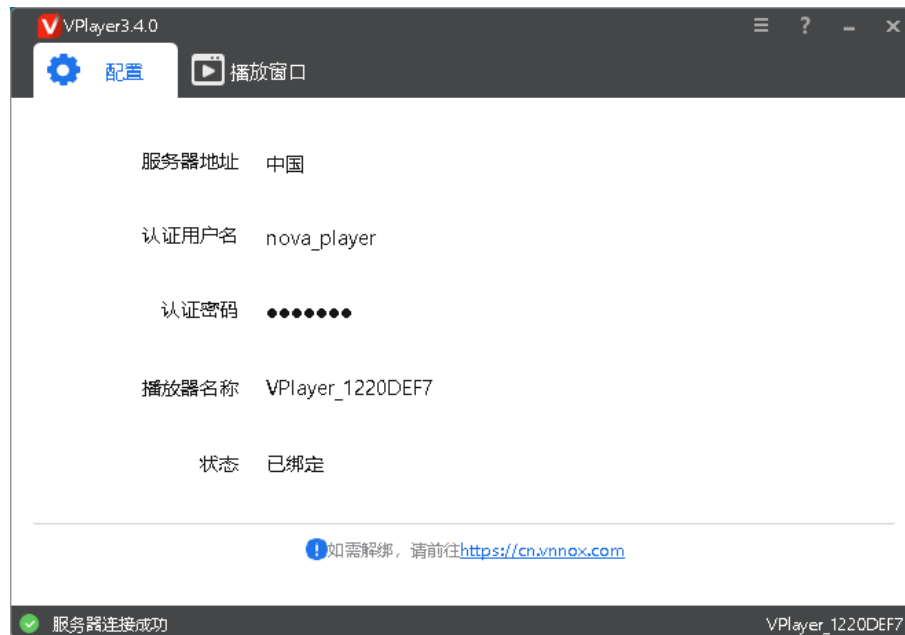 VPlayer3.4.0
配置
播放窗口
服务器地址 中国
认证用户名 nova_player
认证密码 ●●●●●●●
播放器名称 VPlayer_1220DEF7
状态 已绑定
如需解绑，请前往https://cn.vnnox.com
服务器连接成功 VPlayer_1220DEF7